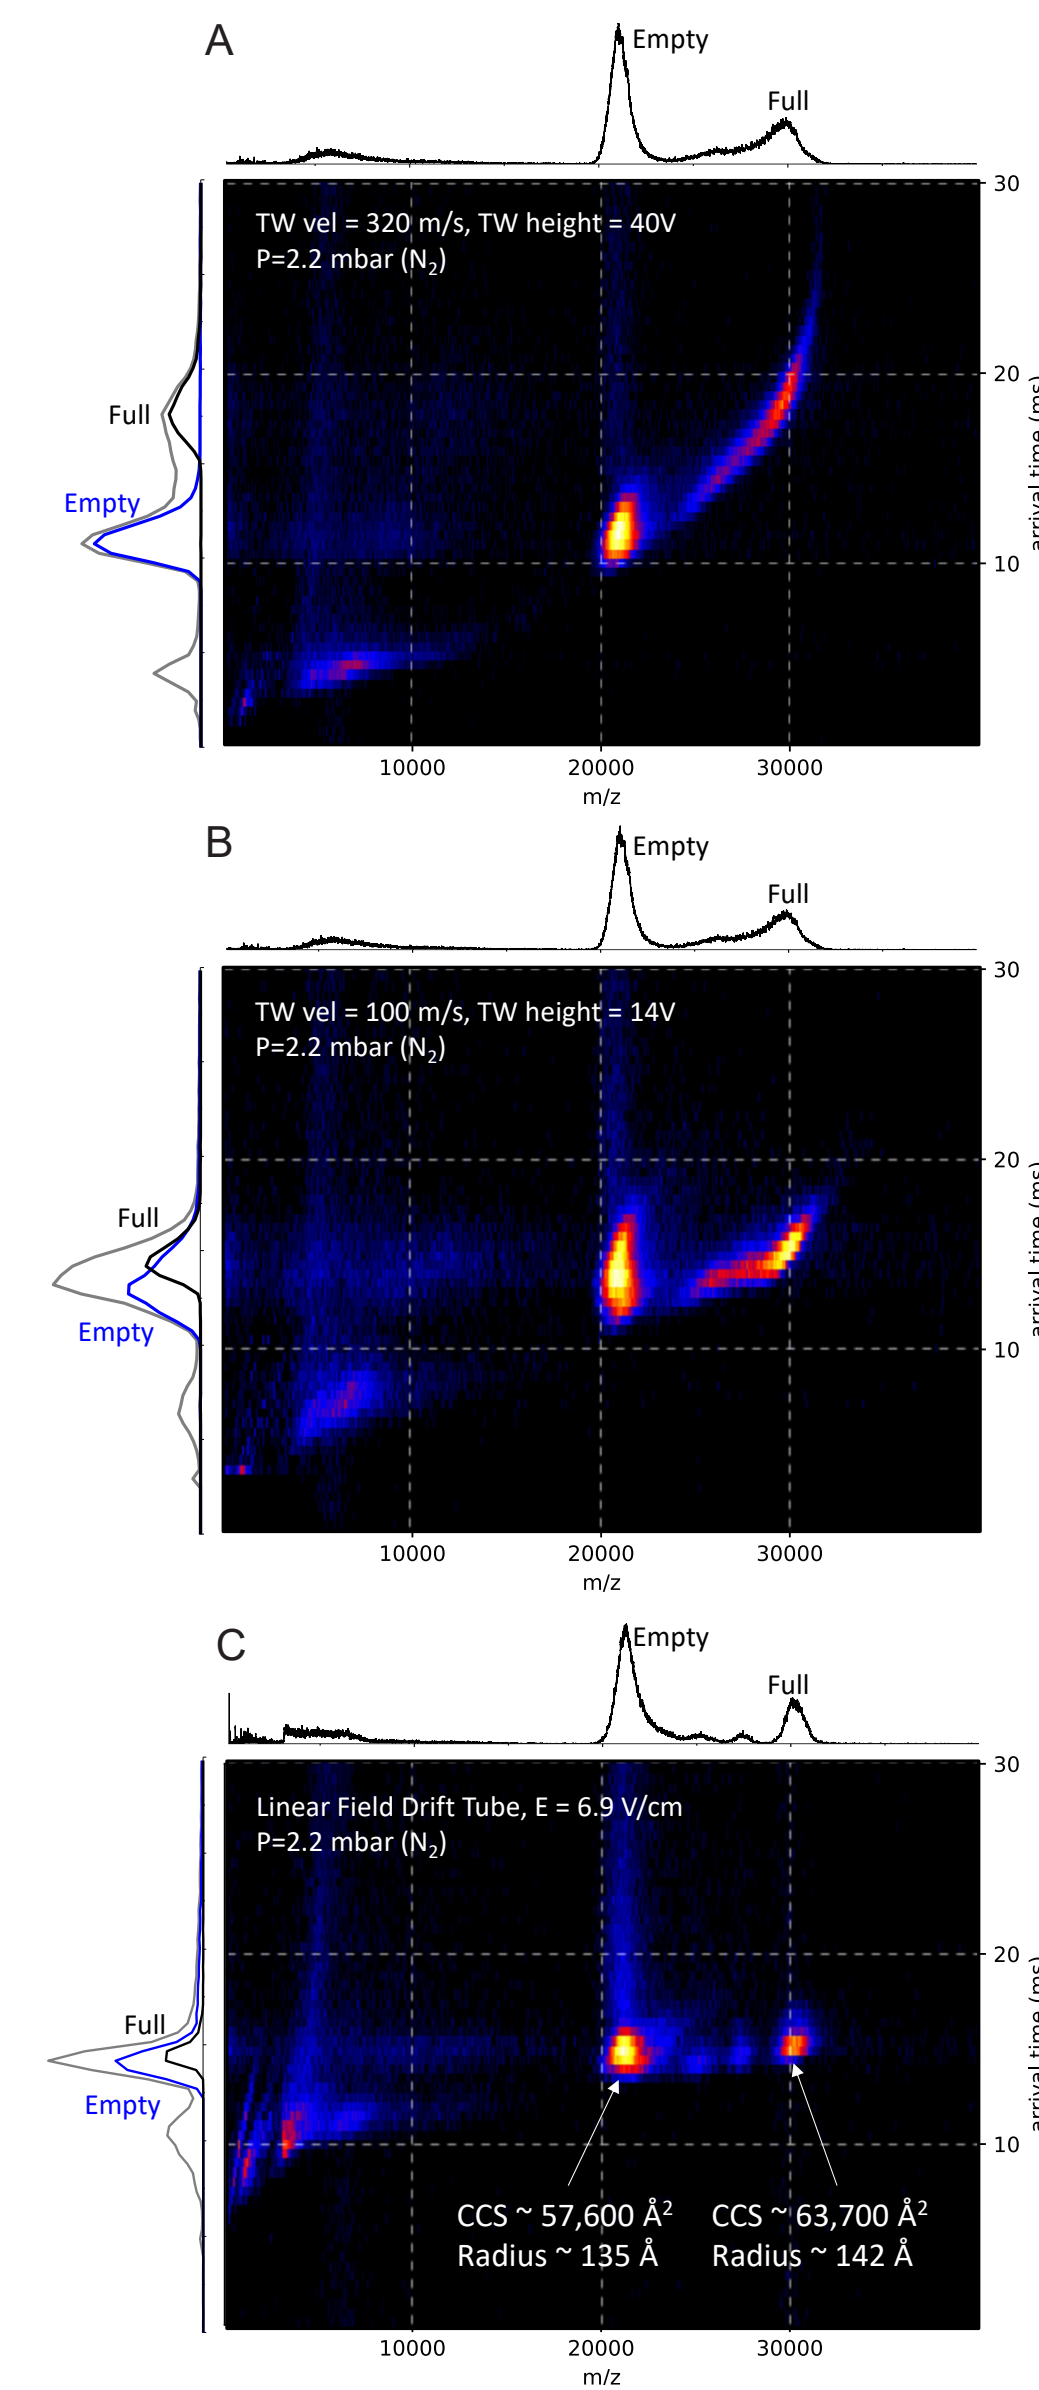 A
Empty
Full
TW vel = 320 m/s, TW height = 40V
P=2.2 mbar (N₂)
30
20
10
Full
Empty
10000
20000
30000
m/z
B
Empty
Full
TW vel = 100 m/s, TW height = 14V
P=2.2 mbar (N₂)
30
20
10
Full
Empty
10000
20000
30000
m/z
C
Empty
Full
Linear Field Drift Tube, E = 6.9 V/cm
P=2.2 mbar (N₂)
30
20
10
Full
Empty
CCS ~ 57,600 Å²
Radius ~ 135 Å
CCS ~ 63,700 Å²
Radius ~ 142 Å
10000
20000
30000
m/z